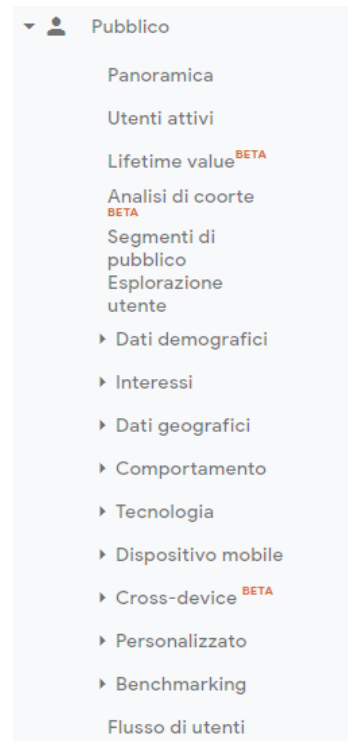 Pubblico
Panoramica
Utenti attivi
Lifetime value BETA
Analisi di coorte
BETA
Segmenti di
pubblico
Esplorazione
utente
Dati demografici
Interessi
Dati geografici
Comportamento
Tecnologia
Dispositivo mobile
Cross-device BETA
Personalizzato
Benchmarking
Flusso di utenti